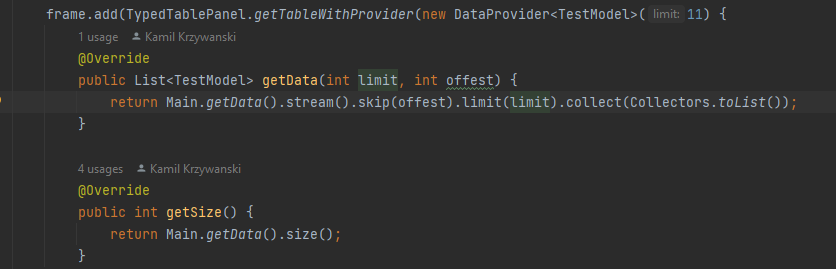 frame.add(TypedTablePanel.getTableWithProvider(new DataProvider<TestModel>( limit: 11) {
1 usage Kamil Krzywanski
@Override
public List<TestModel> getData(int limit, int offest) {
return Main.getData().stream().skip(offest).limit(limit).collect(Collectors.toList());
}
4 usages Kamil Krzywanski
@Override
public int getSize() {
return Main.getData().size();
}